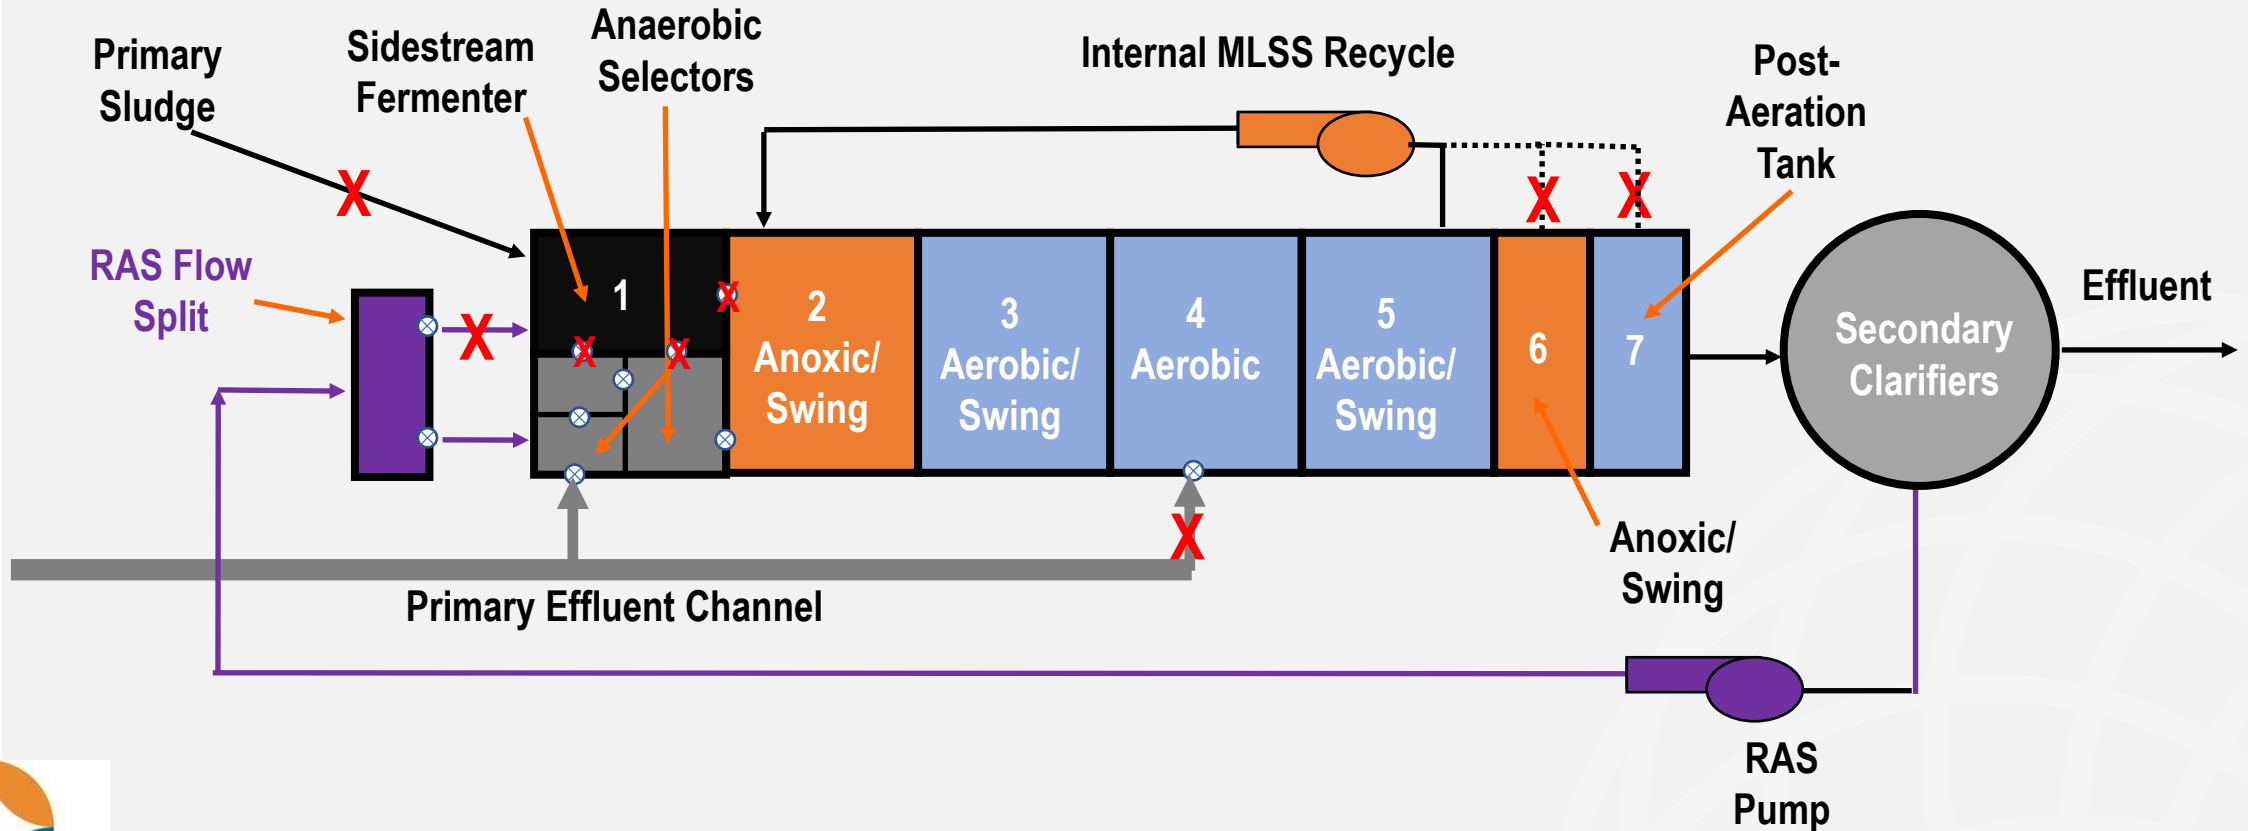 Primary
Sludge
Sidestream
Fermenter
Anaerobic
Selectors
Internal MLSS Recycle
Post-
Aeration
Tank
X
X
X
RAS Flow
Split
X
1
X
X
X
2
Anoxic/
Swing
3
Aerobic/
Swing
4
Aerobic
5
Aerobic/
Swing
6
7
Secondary
Clarifiers
Effluent
X
Anoxic/
Swing
Primary Effluent Channel
RAS
Pump